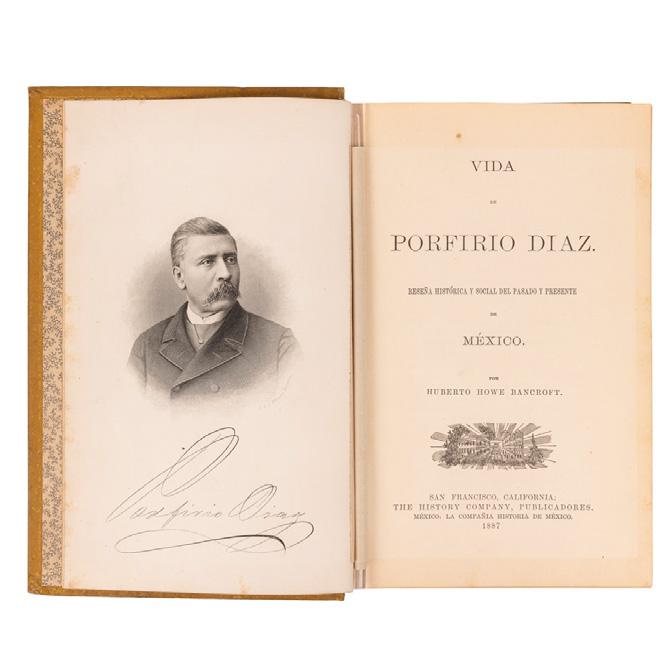 Porfirio Diaz
VIDA
DE
PORFIRIO DIAZ.
RESEÑA HISTÓRICA Y SOCIAL DEL PASADO Y PRESENTE
DE
MÉXICO.
POR
HUBERTO HOWE BANCROFT.
SAN FRANCISCO, CALIFORNIA;
THE HISTORY COMPANY, PUBLICADORES.
MÉXICO: LA COMPAÑIA HISTORIA DE MÉXICO.
1887